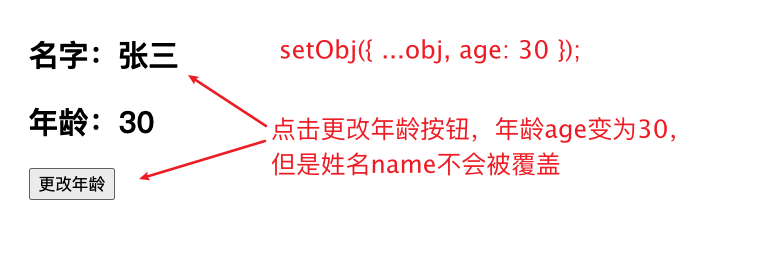 名字：张三
setObj({ ...obj, age: 30 });
年龄：30
点击更改年龄按钮，年龄age变为30，
但是姓名name不会被覆盖
更改年龄